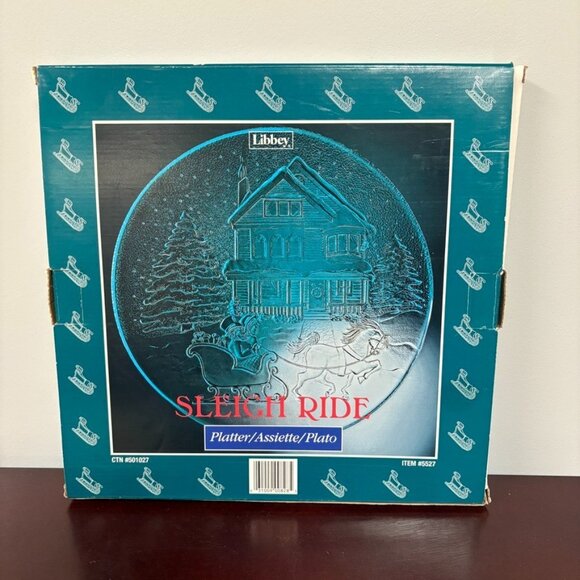 Libbey
SLEIGH RIDE
Platter/Assiette/Plato
CTN #501027
ITEM #5527